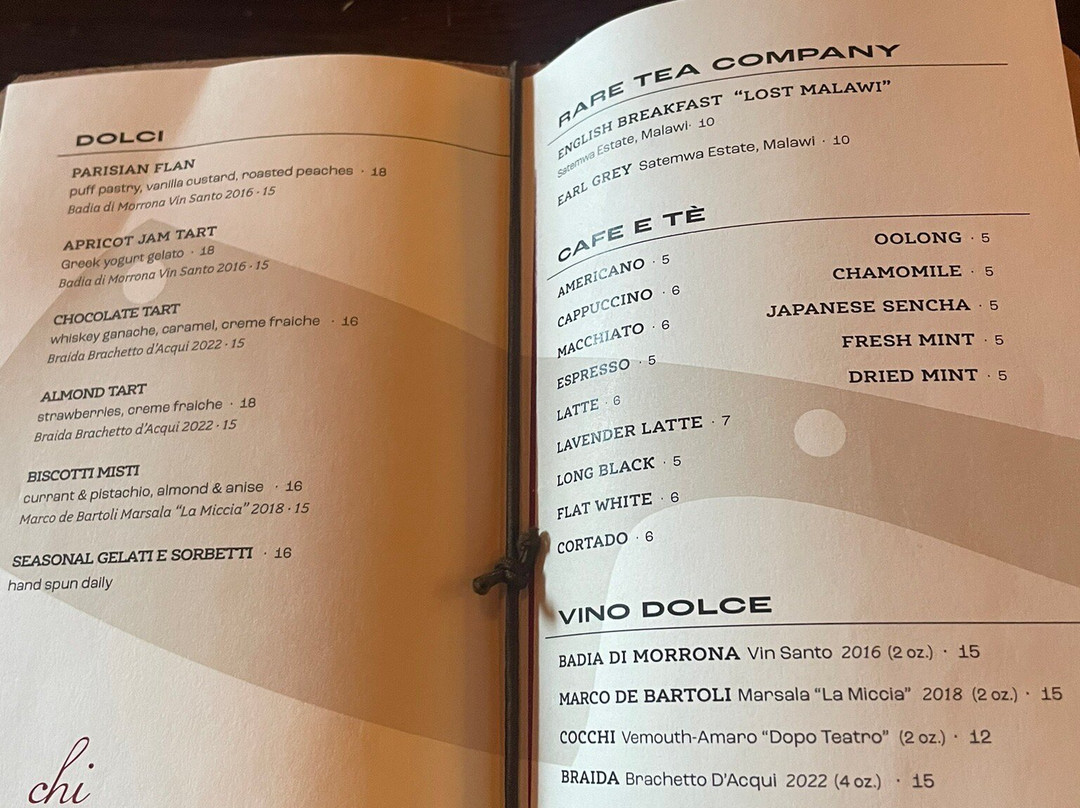 DOLCI
PARISIAN FLAN
puff pastry, vanilla custard, roasted peaches · 18
Badia di Morrona Vin Santo 2016 · 15
APRICOT JAM TART
Greek yogurt gelato · 18
Badia di Morrona Vin Santo 2016 · 15
CHOCOLATE TART
whiskey ganache, caramel, creme fraiche · 16
Braida Brachetto d'Acqui 2022 · 15
ALMOND TART
strawberries, creme fraiche · 18
Braida Brachetto d'Acqui 2022 · 15
BISCOTTI MISTI
currant & pistachio, almond & anise · 16
Marco de Bartoli Marsala “La Miccia” 2018 · 15
SEASONAL GELATI E SORBETTI · 16
hand spun daily
chi
RARE TEA COMPANY
ENGLISH BREAKFAST “LOST MALAWI”
Satemwa Estate, Malawi · 10
EARL GREY Satemwa Estate, Malawi · 10
CAFE E TÈ
AMERICANO · 5
CAPPUCCINO · 6
MACCHIATO · 6
ESPRESSO · 5
LATTE · 6
LAVENDER LATTE · 7
LONG BLACK · 5
FLAT WHITE · 6
CORTADO · 6
OOLONG · 5
CHAMOMILE · 5
JAPANESE SENCHA · 5
FRESH MINT · 5
DRIED MINT · 5
VINO DOLCE
BADIA DI MORRONA Vin Santo 2016 (2 oz.) · 15
MARCO DE BARTOLI Marsala “La Miccia” 2018 (2 oz.) · 15
COCCHI Vemouth-Amaro “Dopo Teatro” (2 oz.) · 12
BRAIDA Brachetto D'Acqui 2022 (4 oz.) · 15